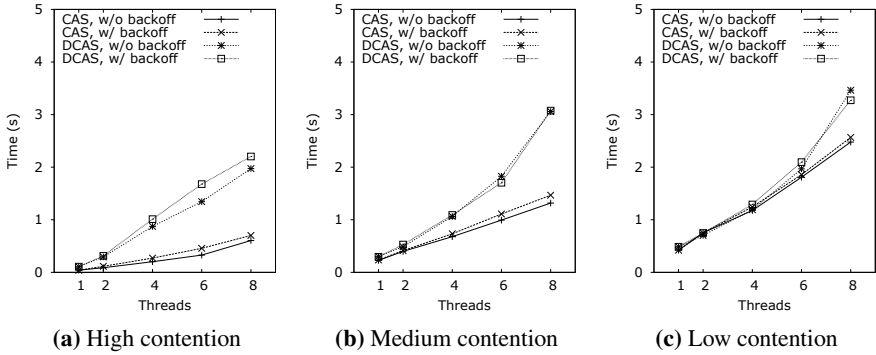 5
4
3
2
1
0
Time (s)
CAS, w/o backoff
CAS, w/ backoff
DCAS, w/o backoff
DCAS, w/ backoff
1 2 4 6 8
Threads
(a) High contention
5
4
3
2
1
0
Time (s)
CAS, w/o backoff
CAS, w/ backoff
DCAS, w/o backoff
DCAS, w/ backoff
1 2 4 6 8
Threads
(b) Medium contention
5
4
3
2
1
0
Time (s)
CAS, w/o backoff
CAS, w/ backoff
DCAS, w/o backoff
DCAS, w/ backoff
1 2 4 6 8
Threads
(c) Low contention